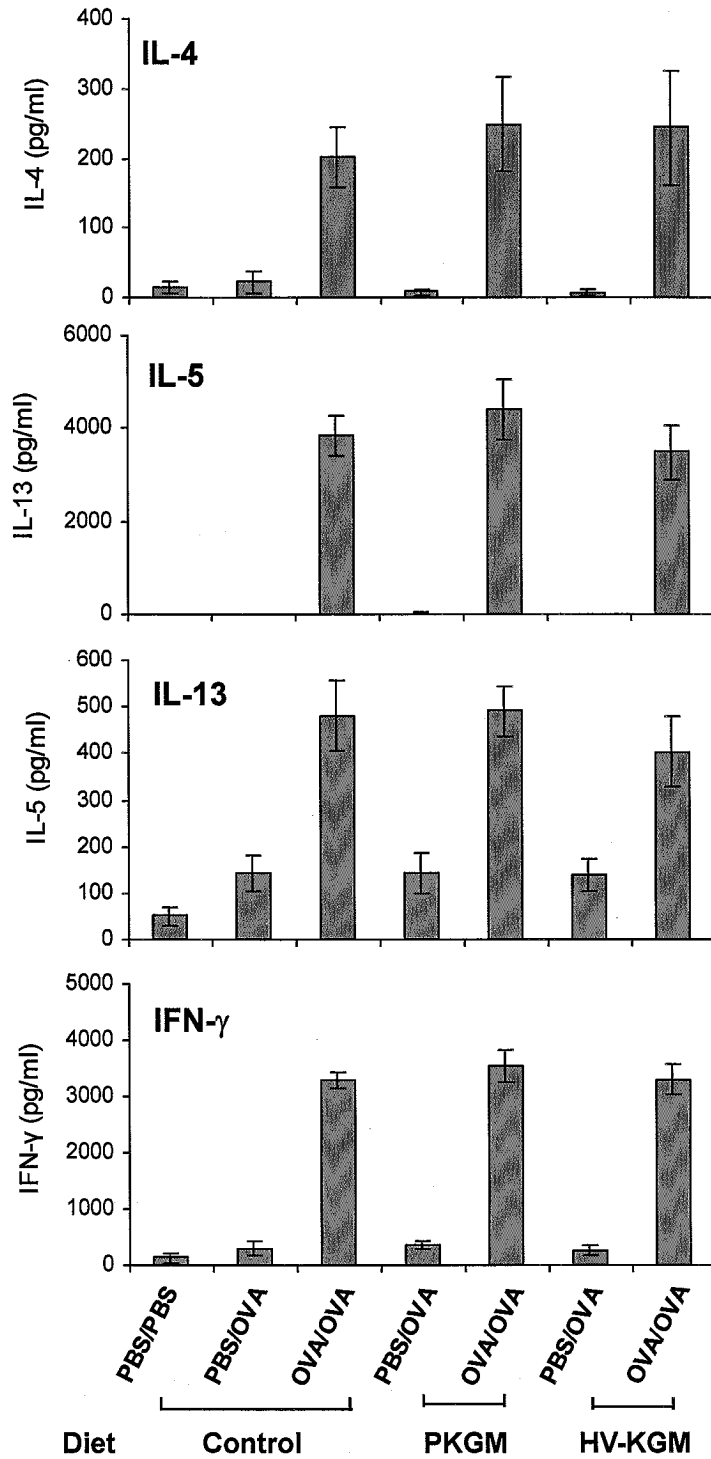 400
IL-4
300
200
100
0
IL-4 (pg/ml)
6000
IL-5
4000
2000
0
IL-13 (pg/ml)
600
IL-13
500
400
300
200
100
0
IL-5 (pg/ml)
5000
IFN-γ
4000
3000
2000
1000
0
IFN-γ (pg/ml)
PBS/PBS
PBS/OVA
OVA/OVA
PBS/OVA
OVA/OVA
PBS/OVA
OVA/OVA
Diet Control PKGM HV-KGM